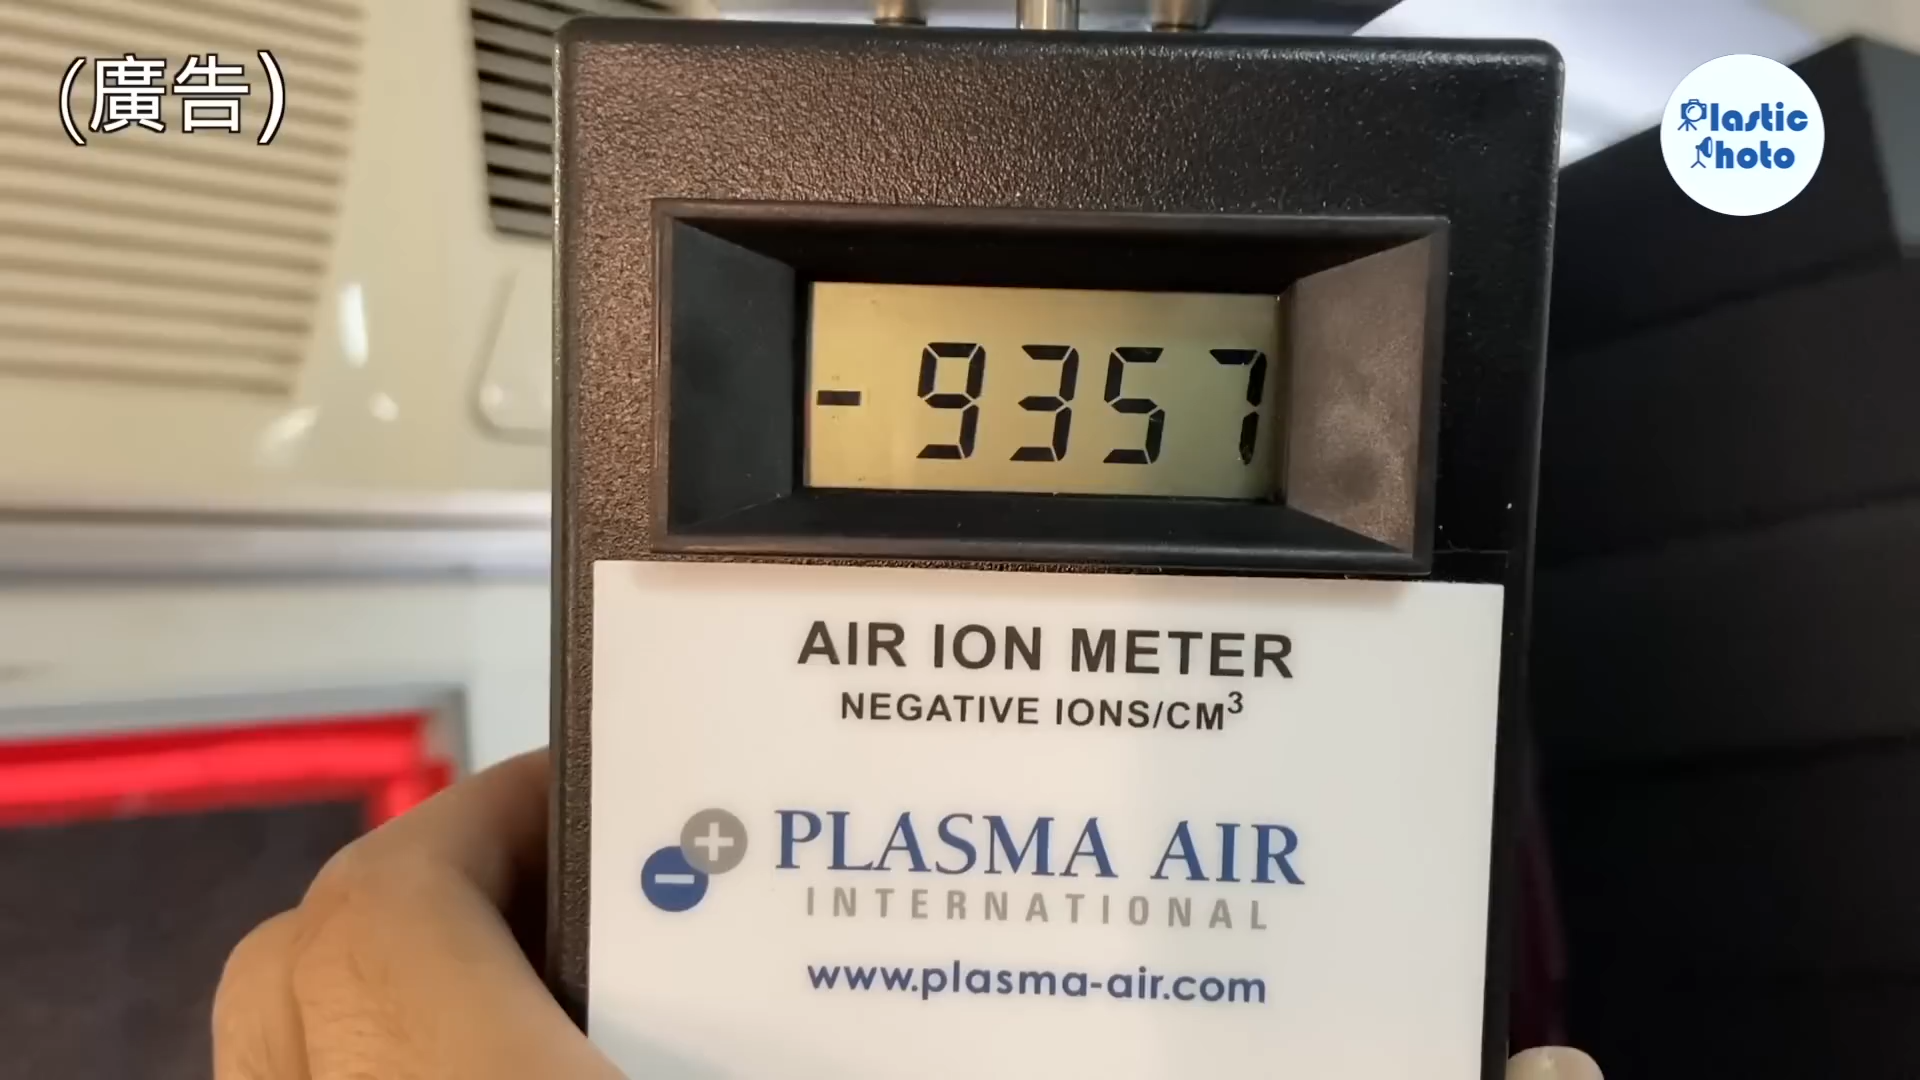 (廣告)
Plastic
Photo
- 9357
AIR ION METER
NEGATIVE IONS/CM³
PLASMA AIR
INTERNATIONAL
www.plasma-air.com